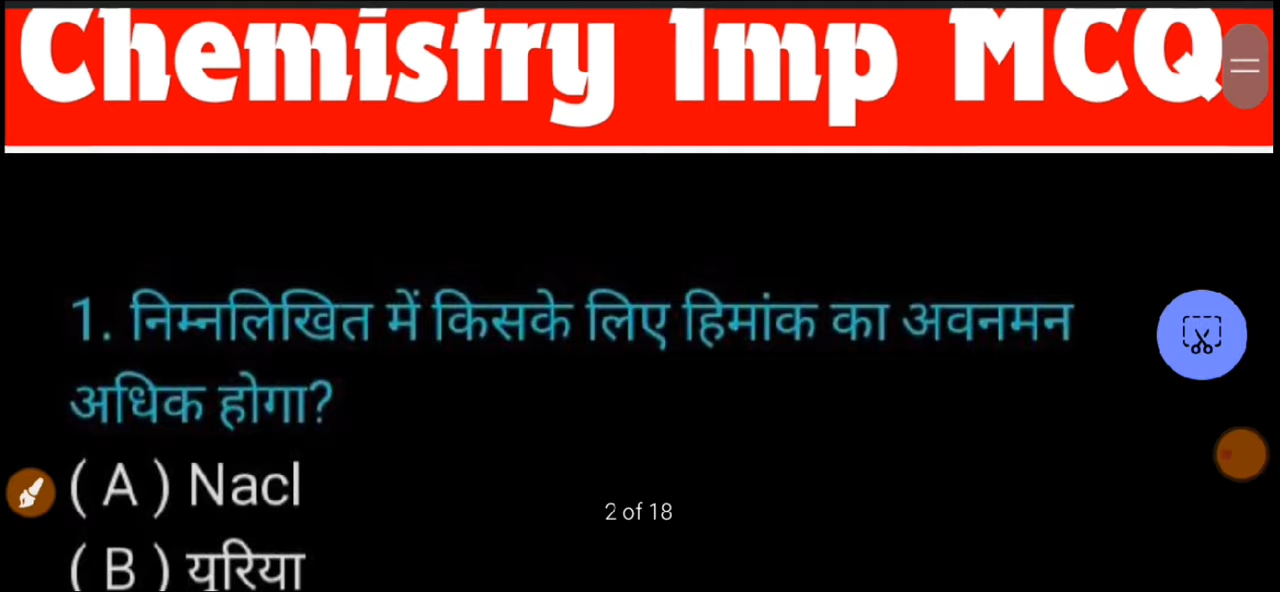 Chemistry Imp MCQ
1. निम्नलिखित में किसके लिए हिमांक का अवनमन
अधिक होगा?
( A ) Nacl
2 of 18
( B ) यूरिया